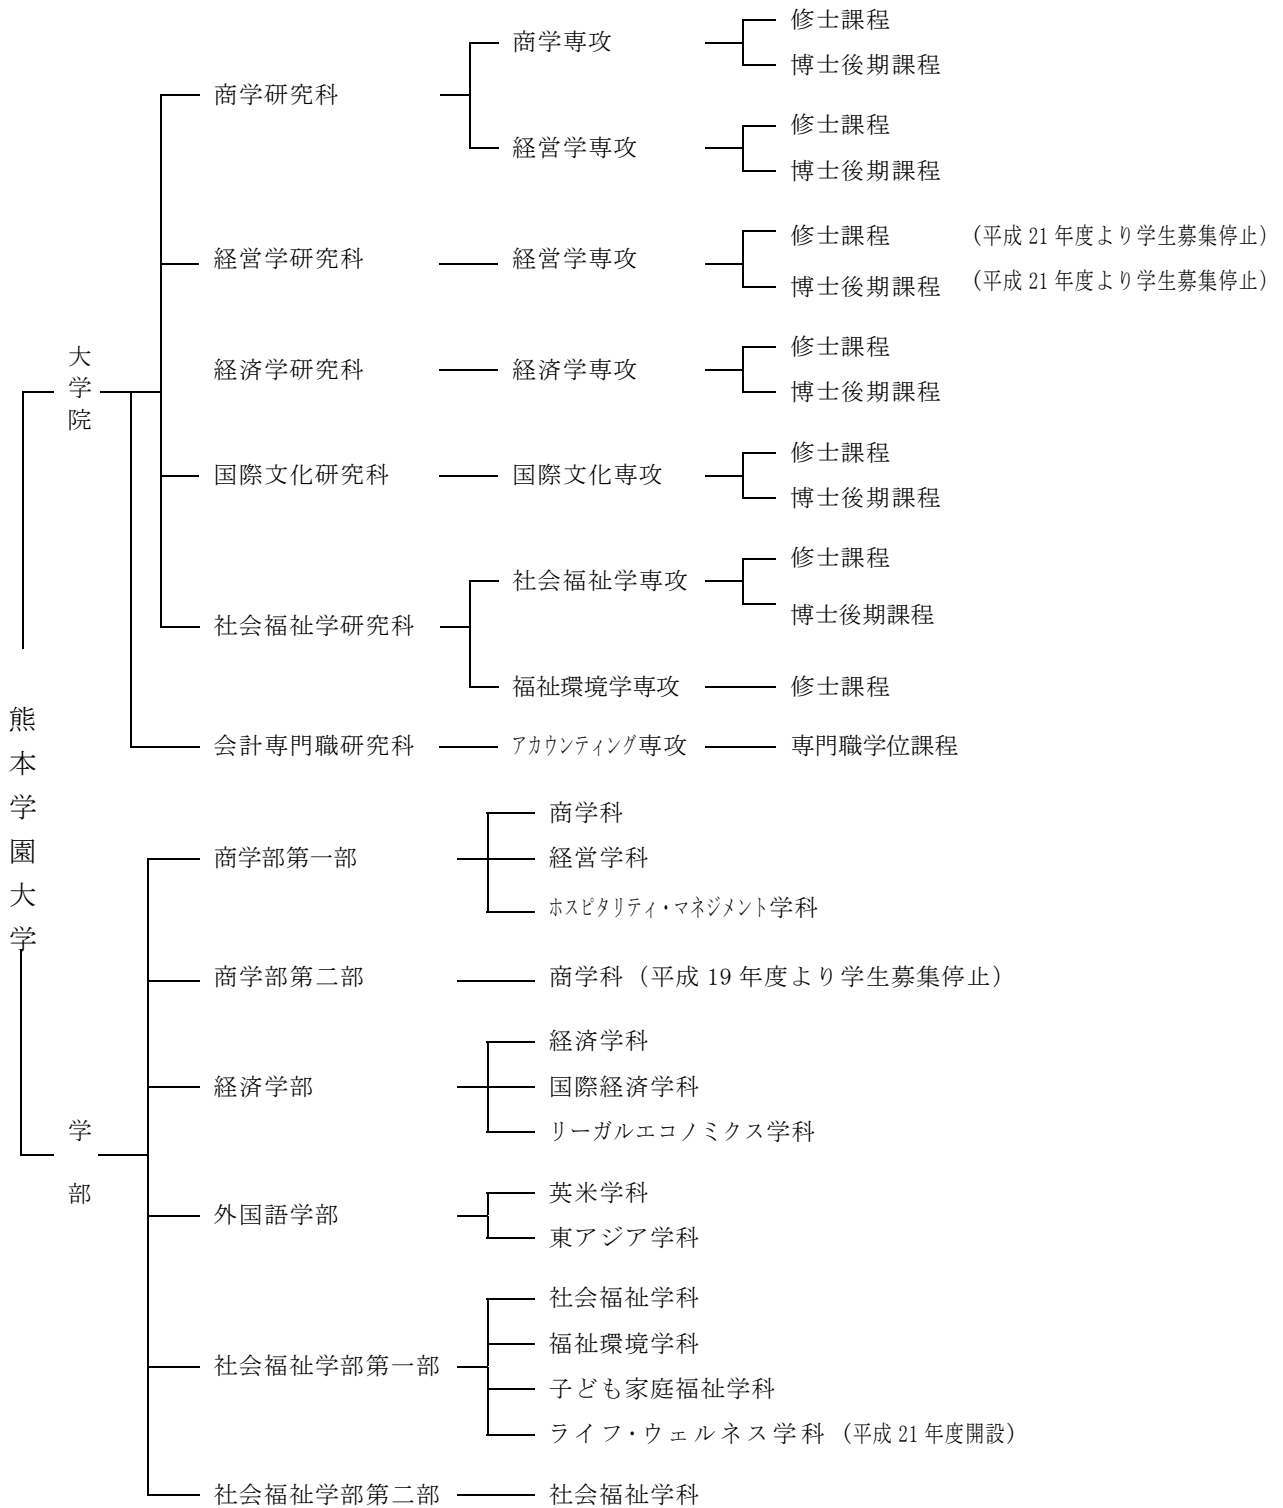 熊本学園大学
大学院
商学研究科
商学専攻
修士課程
博士後期課程
経営学専攻
修士課程
博士後期課程
経営学研究科
経営学専攻
修士課程 (平成 21 年度より学生募集停止)
博士後期課程 (平成 21 年度より学生募集停止)
経済学研究科
経済学専攻
修士課程
博士後期課程
国際文化研究科
国際文化専攻
修士課程
博士後期課程
社会福祉学研究科
社会福祉学専攻
修士課程
博士後期課程
福祉環境学専攻
修士課程
会計専門職研究科
アカウンティング専攻
専門職学位課程
学部
商学部第一部
商学科
経営学科
ホスピタリティ・マネジメント学科
商学部第二部
商学科（平成 19 年度より学生募集停止）
経済学部
経済学科
国際経済学科
リーガルエコノミクス学科
外国語学部
英米学科
東アジア学科
社会福祉学部第一部
社会福祉学科
福祉環境学科
子ども家庭福祉学科
ライフ・ウェルネス学科（平成 21 年度開設）
社会福祉学部第二部
社会福祉学科